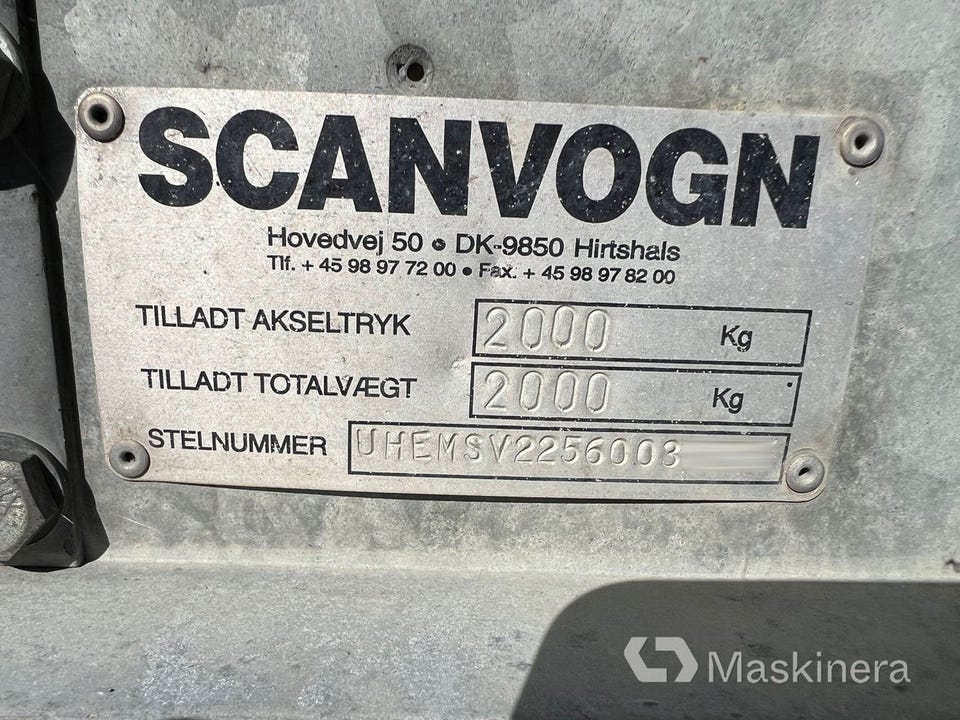 SCANVOGN
Hovedvej 50 • DK-9850 Hirtshals
Tlf. + 45 98 97 72 00 • Fax. + 45 98 97 82 00
TILLADT AKSELTRYK 2000 Kg
TILLADT TOTALVÆGT 2000 Kg
STELNUMMER UHEMSV2256003
Maskinera